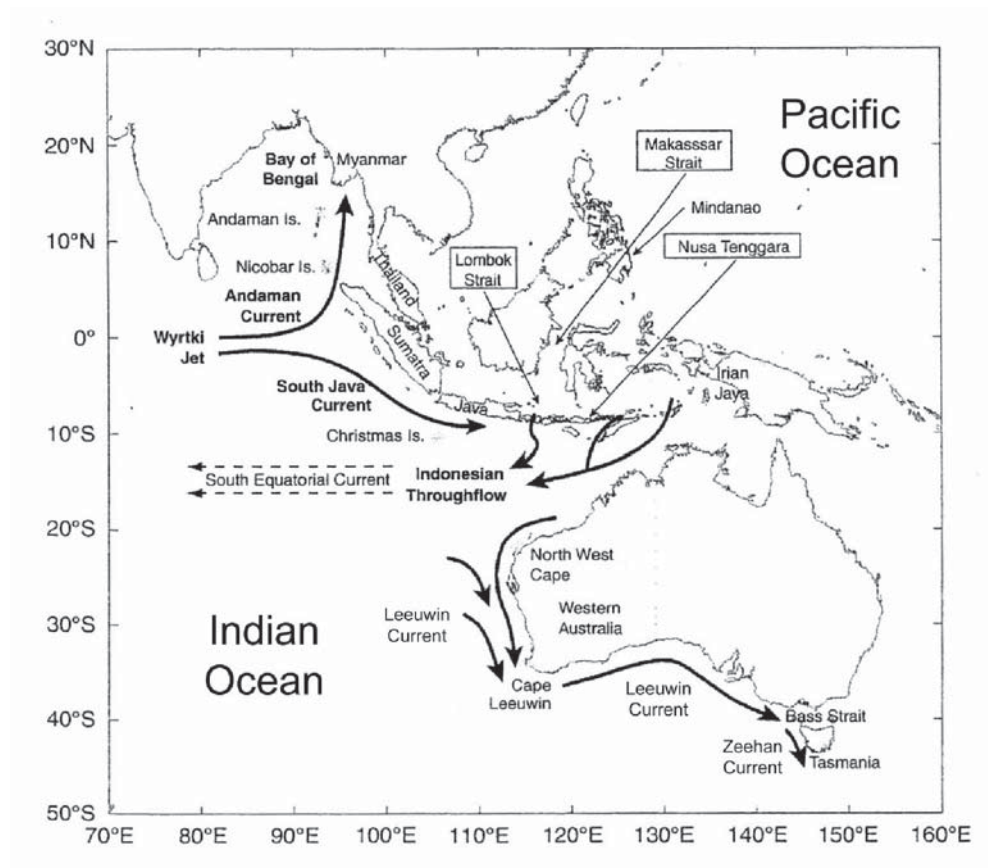 30°N
20°N
10°N
0°
10°S
20°S
30°S
40°S
50°S
70°E
80°E
90°E
100°E
110°E
120°E
130°E
140°E
150°E
160°E
Pacific
Ocean
Makasssar
Strait
Bay of
Bengal
Myanmar
Mindanao
Andaman Is.
Nusa Tenggara
Lombok
Strait
Nicobar Is.
Thailand
Andaman
Current
Wyrtki
Jet
Sumatra
Irian
Jaya
South Java
Current
Java
Christmas Is.
Indonesian
Throughflow
South Equatorial Current
North West
Cape
Western
Australia
Leeuwin
Current
Indian
Ocean
Cape
Leeuwin
Leeuwin
Current
Bass Strait
Zeehan
Current
Tasmania